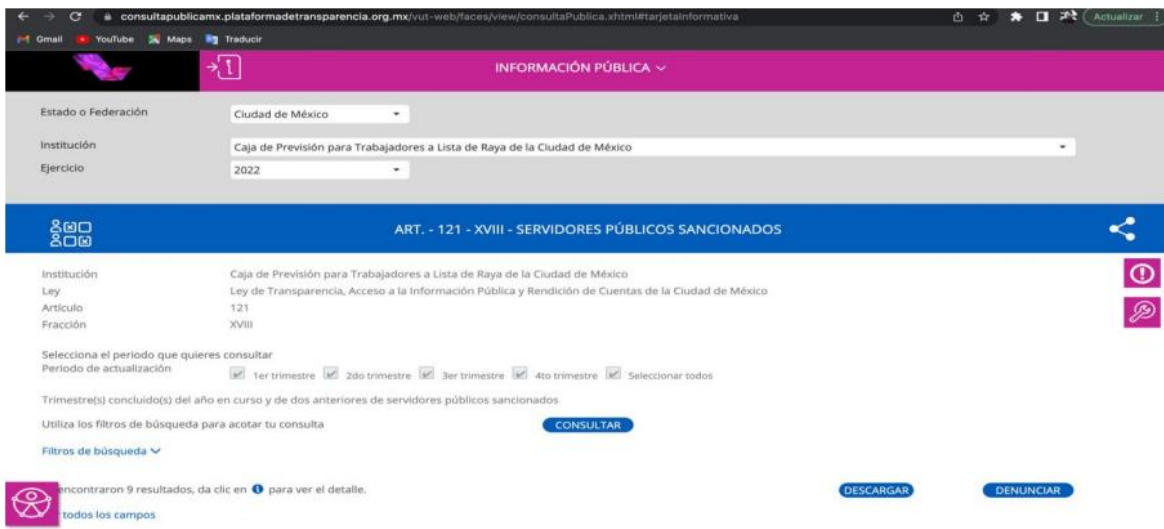 consultapublicamx.plataformadetransparencia.org.mx/vut-web/faces/view/consultaPublica.xhtml#tarjetaInformativa
Actualizar
Gmail YouTube Maps Traducir
INFORMACIÓN PÚBLICA
Estado o Federación Ciudad de México
Institución Caja de Previsión para Trabajadores a Lista de Raya de la Ciudad de México
Ejercicio 2022
ART. - 121 - XVIII - SERVIDORES PÚBLICOS SANCIONADOS
Institución Caja de Previsión para Trabajadores a Lista de Raya de la Ciudad de México
Ley Ley de Transparencia, Acceso a la Información Pública y Rendición de Cuentas de la Ciudad de México
Artículo 121
Fracción XVIII
Selecciona el periodo que quieres consultar
Periodo de actualización 1er trimestre 2do trimestre 3er trimestre 4to trimestre Seleccionar todos
Trimestre(s) concluido(s) del año en curso y de dos anteriores de servidores públicos sancionados
Utiliza los filtros de búsqueda para acotar tu consulta CONSULTAR
Filtros de búsqueda
encontraron 9 resultados, da clic en para ver el detalle. DESCARGAR DENUNCIAR
todos los campos